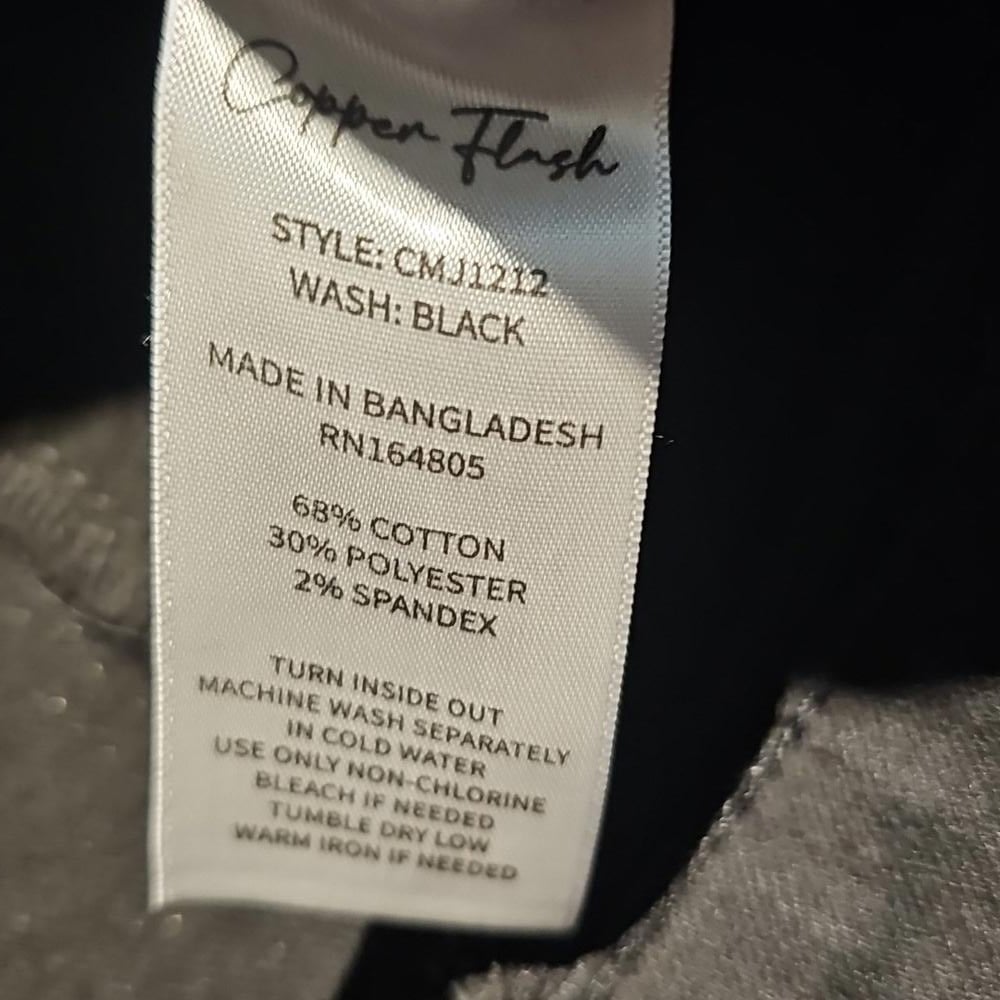 Copper Flash
STYLE: CMJ1212
WASH: BLACK
MADE IN BANGLADESH
RN164805
68% COTTON
30% POLYESTER
2% SPANDEX
TURN INSIDE OUT
MACHINE WASH SEPARATELY
IN COLD WATER
USE ONLY NON-CHLORINE
BLEACH IF NEEDED
TUMBLE DRY LOW
WARM IRON IF NEEDED